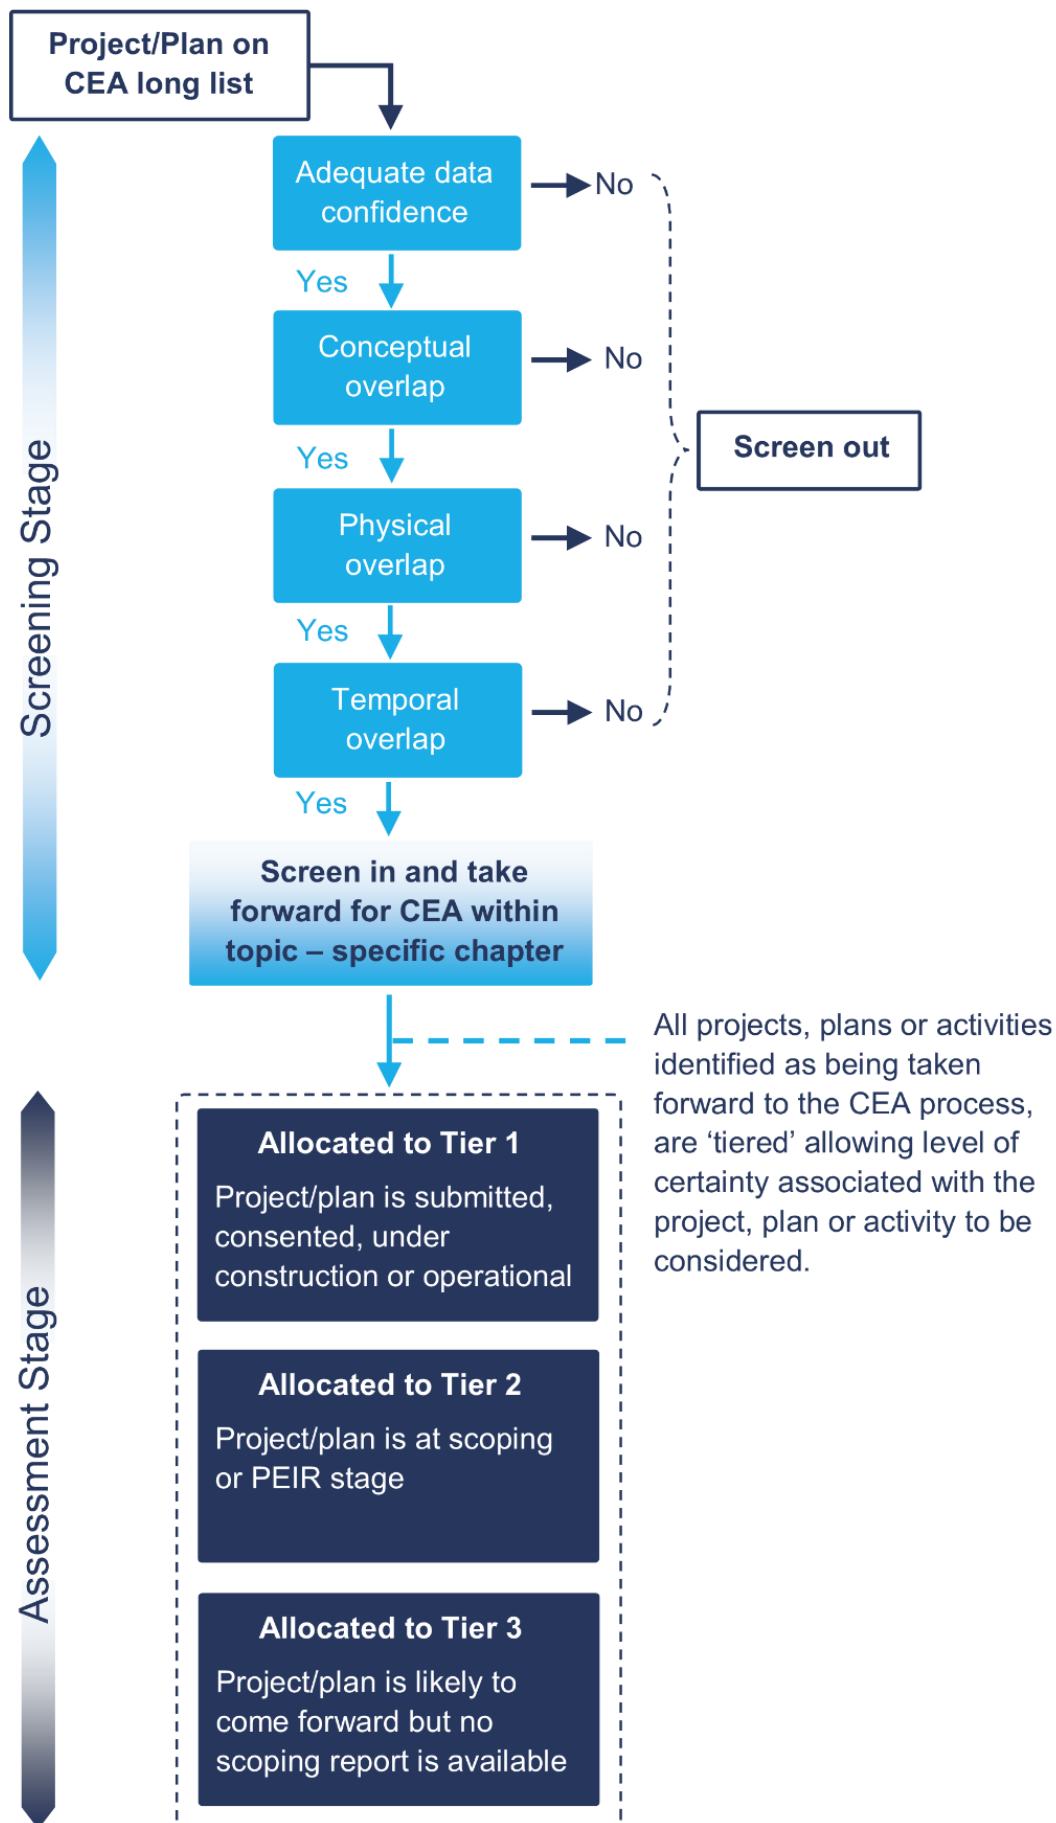 Project/Plan on
CEA long list
Adequate data
confidence
No
Yes
Conceptual
overlap
No
Yes
Physical
overlap
No
Yes
Temporal
overlap
No
Yes
Screen out
Screening Stage
Screen in and take
forward for CEA within
topic – specific chapter
All projects, plans or activities
identified as being taken
forward to the CEA process,
are ‘tiered’ allowing level of
certainty associated with the
project, plan or activity to be
considered.
Assessment Stage
Allocated to Tier 1
Project/plan is submitted,
consented, under
construction or operational
Allocated to Tier 2
Project/plan is at scoping
or PEIR stage
Allocated to Tier 3
Project/plan is likely to
come forward but no
scoping report is available